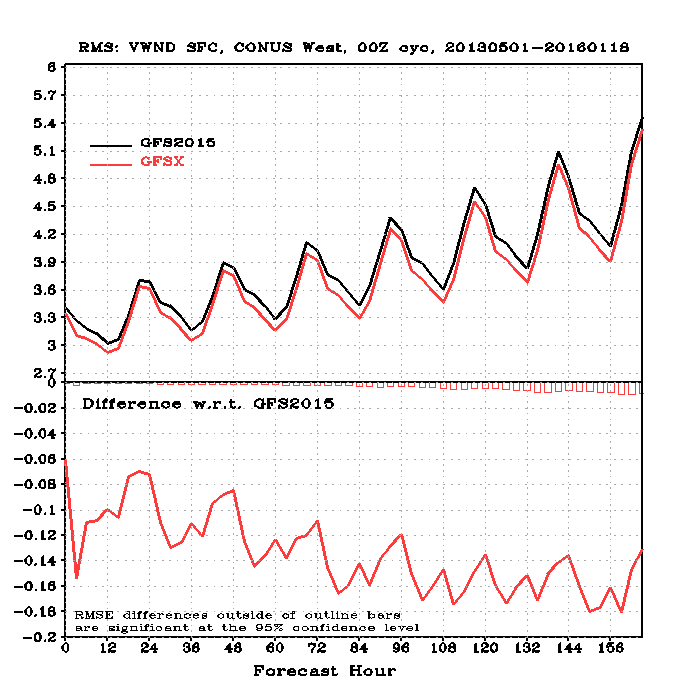 RMS: VWND SFC, CONUS West, 00Z cyc, 20130501-20160118
6
5.7
5.4
5.1
4.8
4.5
4.2
3.9
3.6
3.3
3
2.7
GFS2015
GFSX
0
-0.02
-0.04
-0.06
-0.08
-0.1
-0.12
-0.14
-0.16
-0.18
-0.2
Difference w.r.t. GFS2015
RMSE differences outside of outline bars
are significant at the 95% confidence level
0 12 24 36 48 60 72 84 96 108 120 132 144 156
Forecast Hour